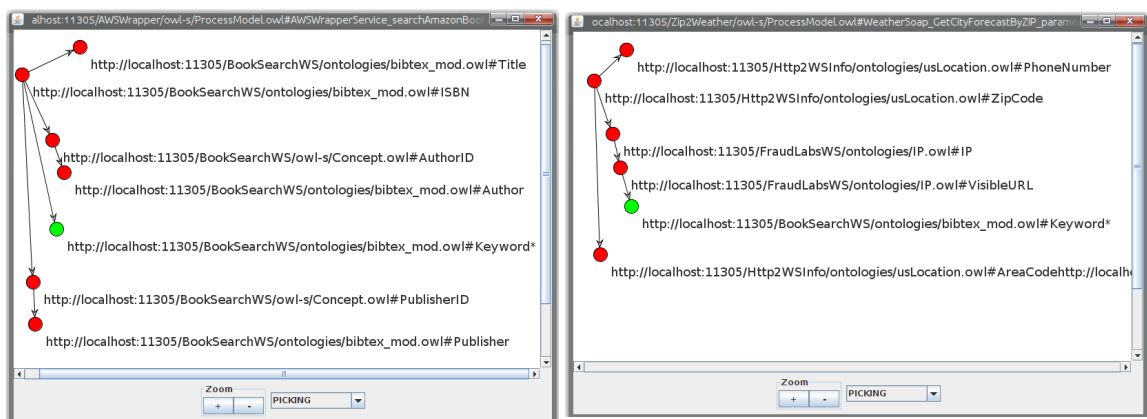 alhost:11305/AWSWrapper/owl-s/ProcessModel.owl#AWSWrapperService_searchAmazonBoo
http://localhost:11305/BookSearchWS/ontologies/bibtex_mod.owl#Title
http://localhost:11305/BookSearchWS/ontologies/bibtex_mod.owl#ISBN
http://localhost:11305/BookSearchWS/owl-s/Concept.owl#AuthorID
http://localhost:11305/BookSearchWS/ontologies/bibtex_mod.owl#Author
http://localhost:11305/BookSearchWS/ontologies/bibtex_mod.owl#Keyword*
http://localhost:11305/BookSearchWS/owl-s/Concept.owl#PublisherID
http://localhost:11305/BookSearchWS/ontologies/bibtex_mod.owl#Publisher
Zoom
+ -
PICKING
ocalhost:11305/Zip2Weather/owl-s/ProcessModel.owl#WeatherSoap_GetCityForecastByZIP_parame
http://localhost:11305/Http2WSInfo/ontologies/usLocation.owl#PhoneNumber
http://localhost:11305/Http2WSInfo/ontologies/usLocation.owl#ZipCode
http://localhost:11305/FraudLabsWS/ontologies/IP.owl#IP
http://localhost:11305/FraudLabsWS/ontologies/IP.owl#VisibleURL
http://localhost:11305/BookSearchWS/ontologies/bibtex_mod.owl#Keyword*
http://localhost:11305/Http2WSInfo/ontologies/usLocation.owl#AreaCodehttp://localho
Zoom
+ -
PICKING